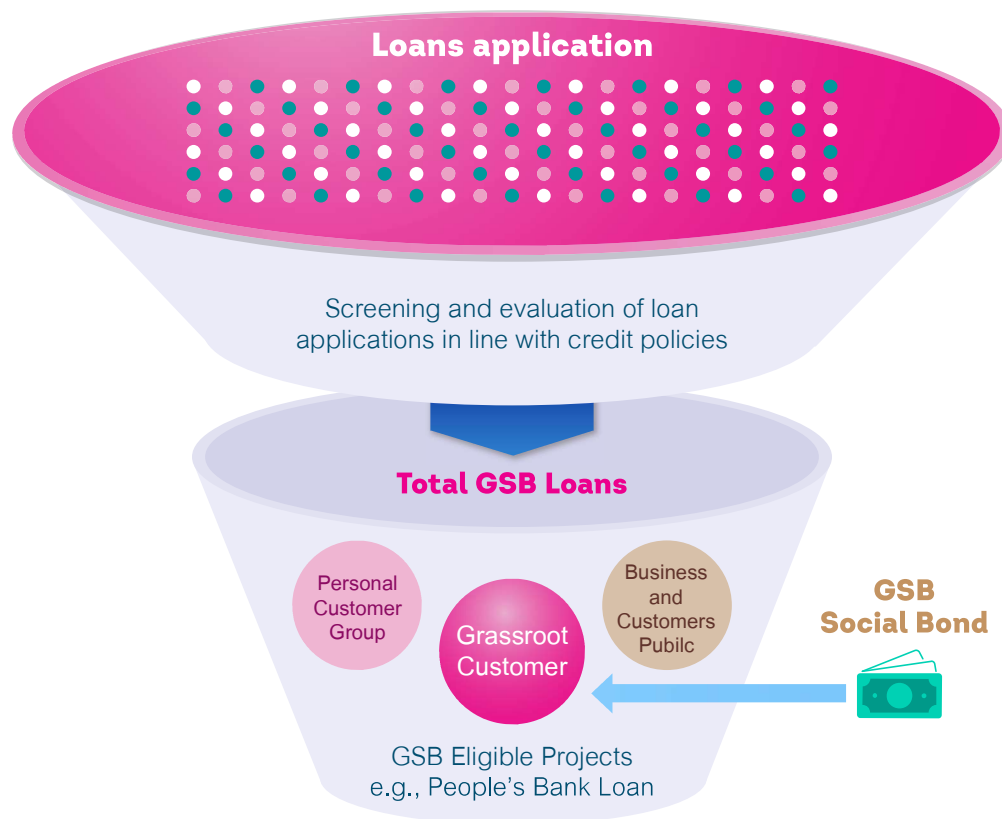 Loans application
Screening and evaluation of loan
applications in line with credit policies
Total GSB Loans
Personal
Customer
Group
Grassroot
Customer
Business
and
Customers
Pubilc
GSB
Social Bond
GSB Eligible Projects
e.g., People's Bank Loan